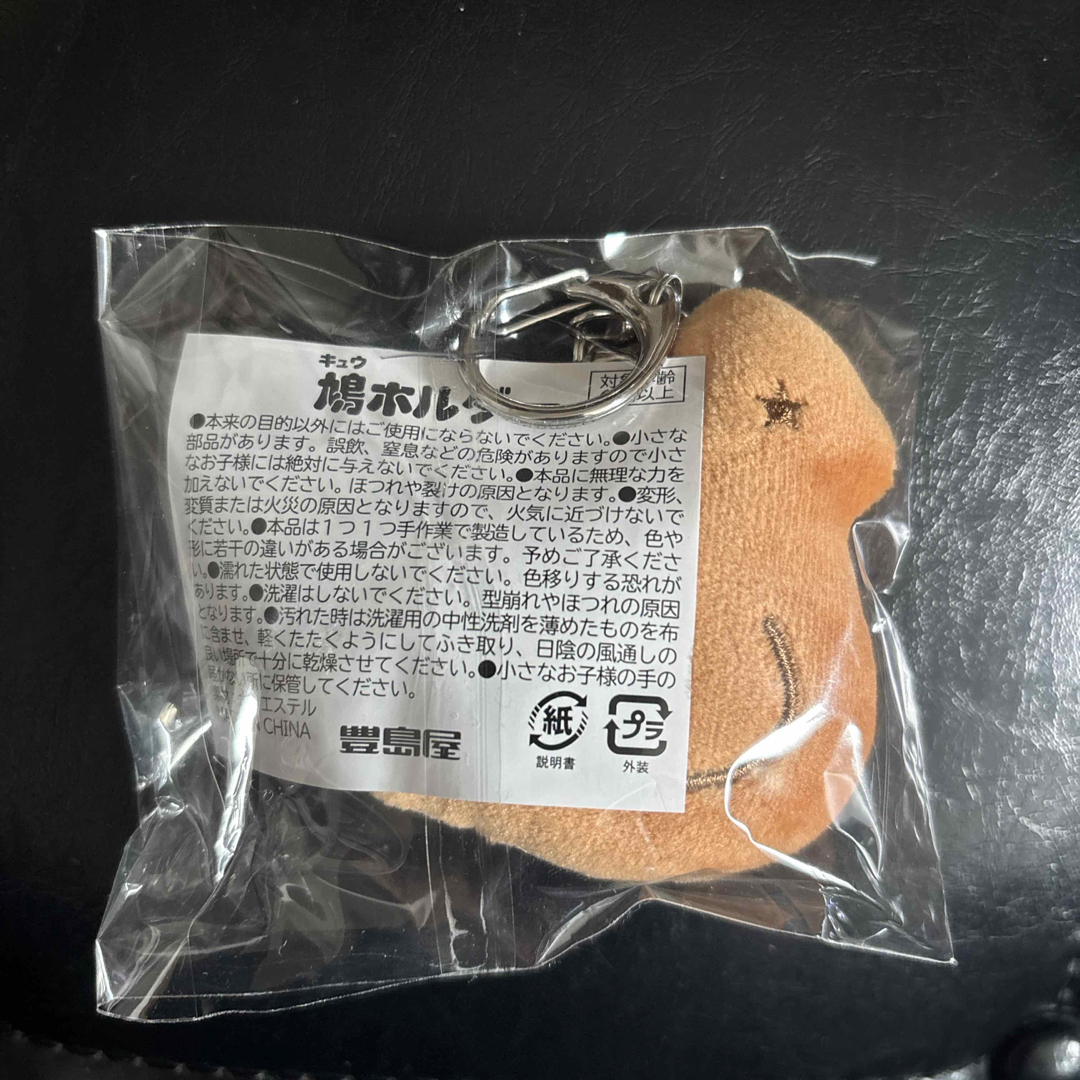 キュウ
鳩ホルダー
対象年齢
以上
●本来の目的以外にはご使用にならないでください。●小さな
部品があります。誤飲、窒息などの危険がありますので小さ
なお子様には絶対に与えないでください。●本品に無理な力を
加えないでください。ほつれや裂けの原因となります。●変形、
変質または火災の原因となりますので、火気に近づけないで
ください。●本品は1つ1つ手作業で製造しているため、色や
形に若干の違いがある場合がございます。予めご了承くださ
い。●濡れた状態で使用しないでください。色移りする恐れが
あります。●洗濯はしないでください。型崩れやほつれの原因
となります。●汚れた時は洗濯用の中性洗剤を薄めたものを布
に含ませ、軽くたたくようにしてふき取り、日陰の風通しの
良い場所で十分に乾燥させてください。●小さなお子様の手の
届かない所に保管してください。
エステル
CHINA
豊島屋
紙
説明書
プラ
外装